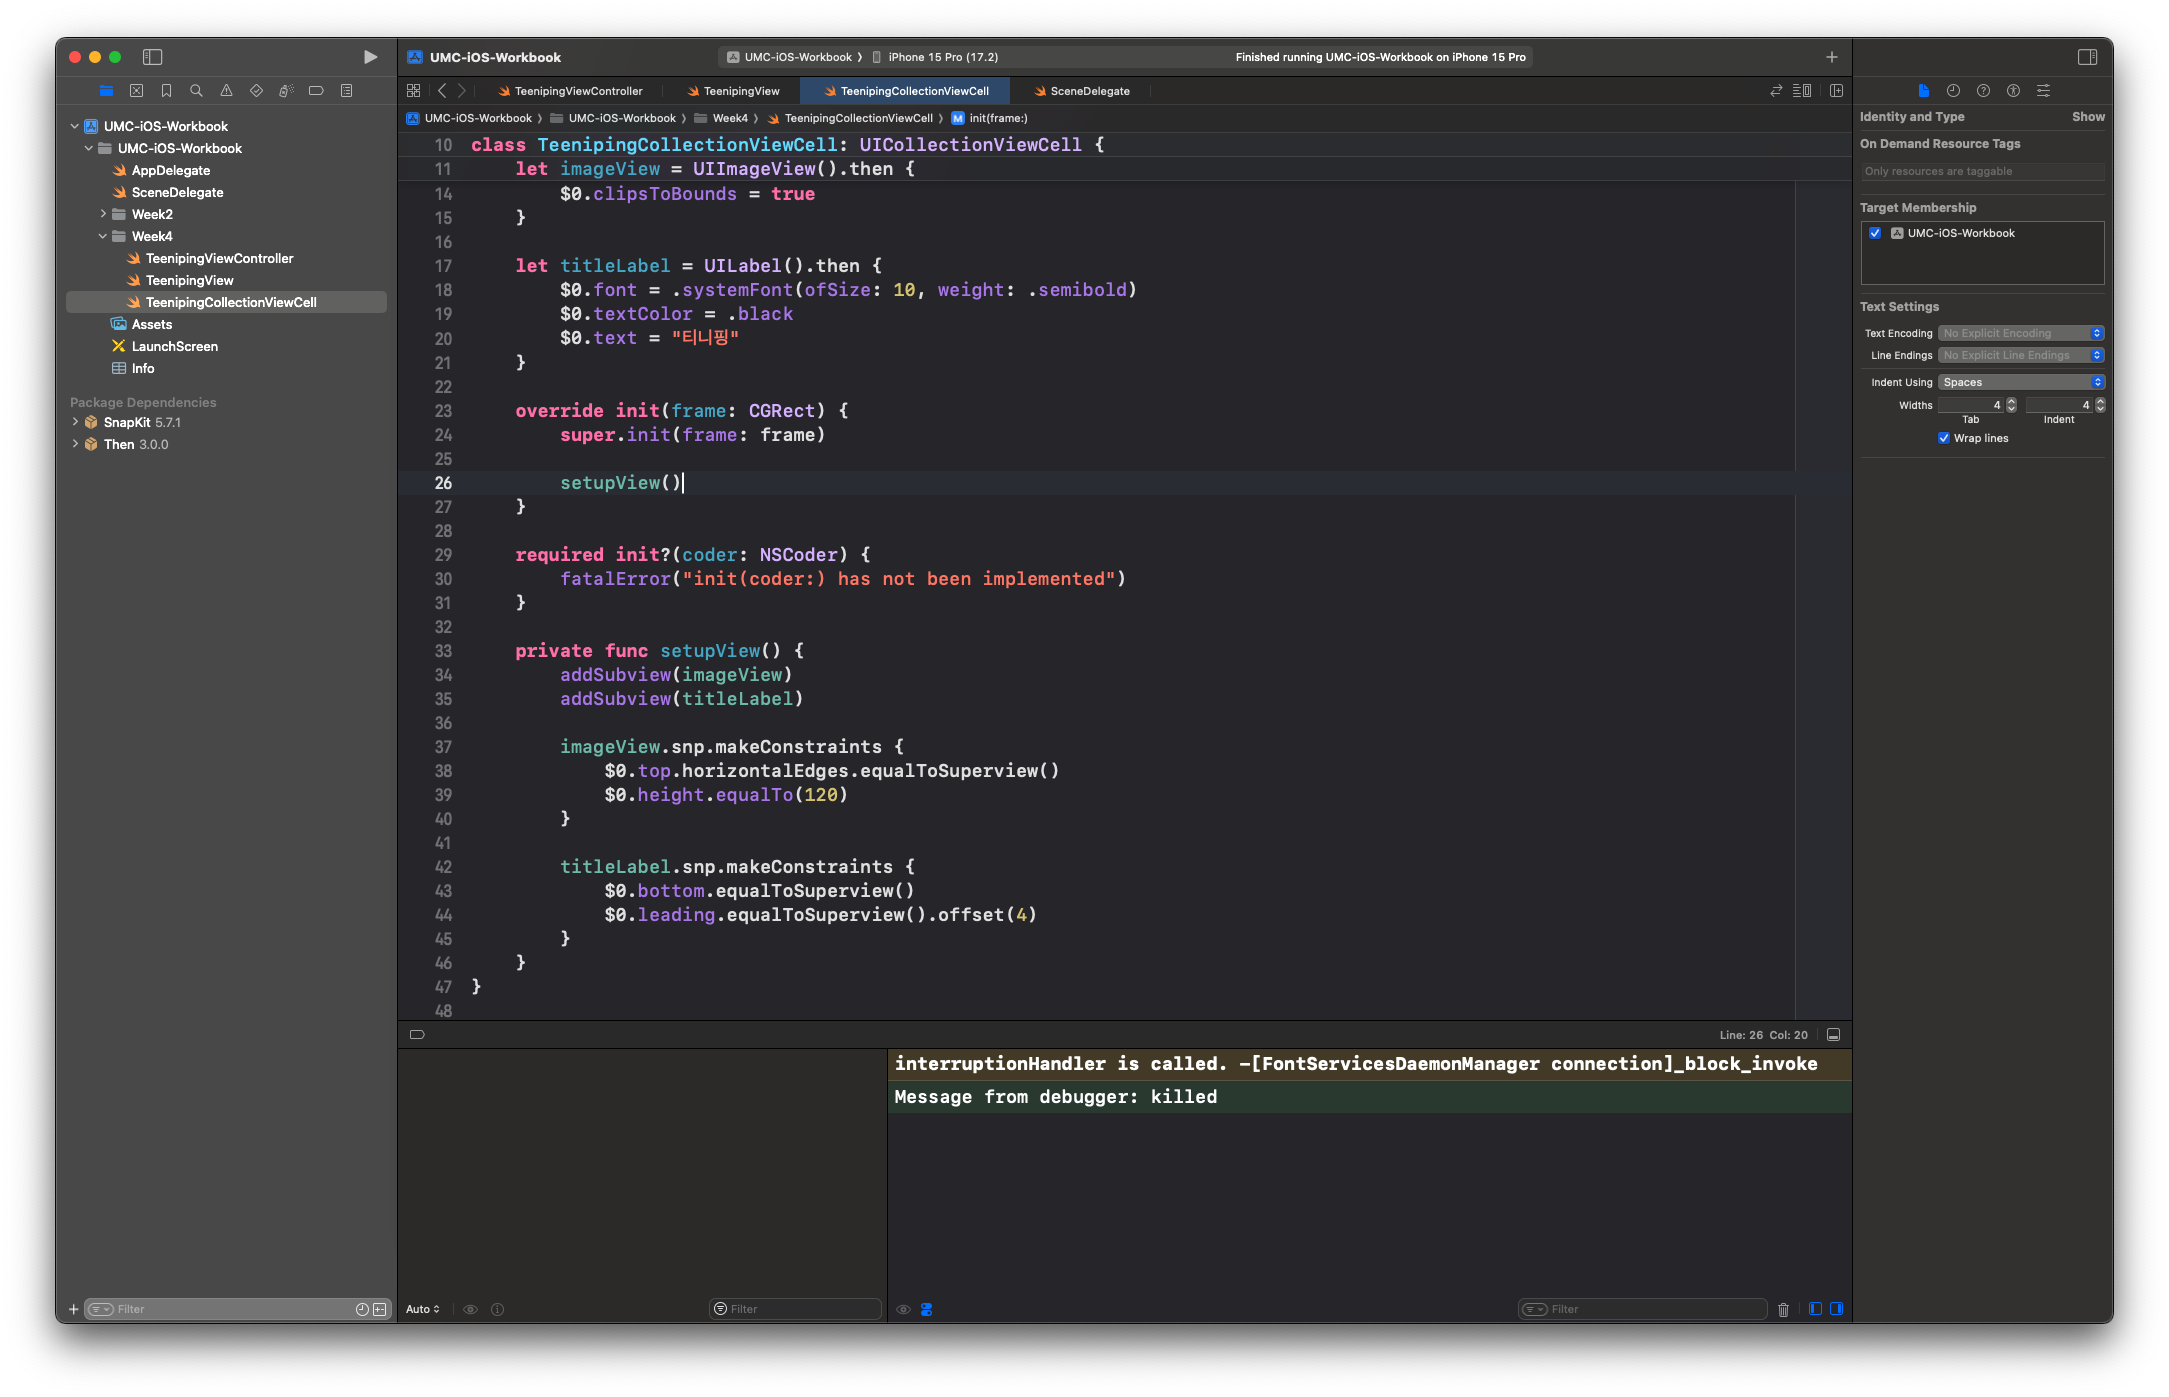 UMC-iOS-Workbook
UMC-iOS-Workbook
iPhone 15 Pro (17.2)
Finished running UMC-iOS-Workbook on iPhone 15 Pro
TeenipingViewController
TeenipingView
TeenipingCollectionViewCell
SceneDelegate
UMC-iOS-Workbook
UMC-iOS-Workbook
AppDelegate
SceneDelegate
Week2
Week4
TeenipingViewController
TeenipingView
TeenipingCollectionViewCell
Assets
LaunchScreen
Info
Package Dependencies
SnapKit 5.7.1
Then 3.0.0
Filter
UMC-iOS-Workbook 〉 UMC-iOS-Workbook 〉 Week4 〉 TeenipingCollectionViewCell 〉 M init(frame:)
10 class TeenipingCollectionViewCell: UICollectionViewCell {
11 let imageView = UIImageView().then {
14 $0.clipsToBounds = true
15 }
16
17 let titleLabel = UILabel().then {
18 $0.font = .systemFont(ofSize: 10, weight: .semibold)
19 $0.textColor = .black
20 $0.text = "티니핑"
21 }
22
23 override init(frame: CGRect) {
24 super.init(frame: frame)
25
26 setupView()
27 }
28
29 required init?(coder: NSCoder) {
30 fatalError("init(coder:) has not been implemented")
31 }
32
33 private func setupView() {
34 addSubview(imageView)
35 addSubview(titleLabel)
36
37 imageView.snp.makeConstraints {
38 $0.top.horizontalEdges.equalToSuperview()
39 $0.height.equalTo(120)
40 }
41
42 titleLabel.snp.makeConstraints {
43 $0.bottom.equalToSuperview()
44 $0.leading.equalToSuperview().offset(4)
45 }
46 }
47 }
48
Line: 26 Col: 20
interruptionHandler is called. -[FontServicesDaemonManager connection]_block_invoke
Message from debugger: killed
Auto
Filter
Filter
Identity and Type
Show
On Demand Resource Tags
Only resources are taggable
Target Membership
UMC-iOS-Workbook
Text Settings
Text Encoding No Explicit Encoding
Line Endings No Explicit Line Endings
Indent Using Spaces
Widths 4 4
Tab Indent
Wrap lines